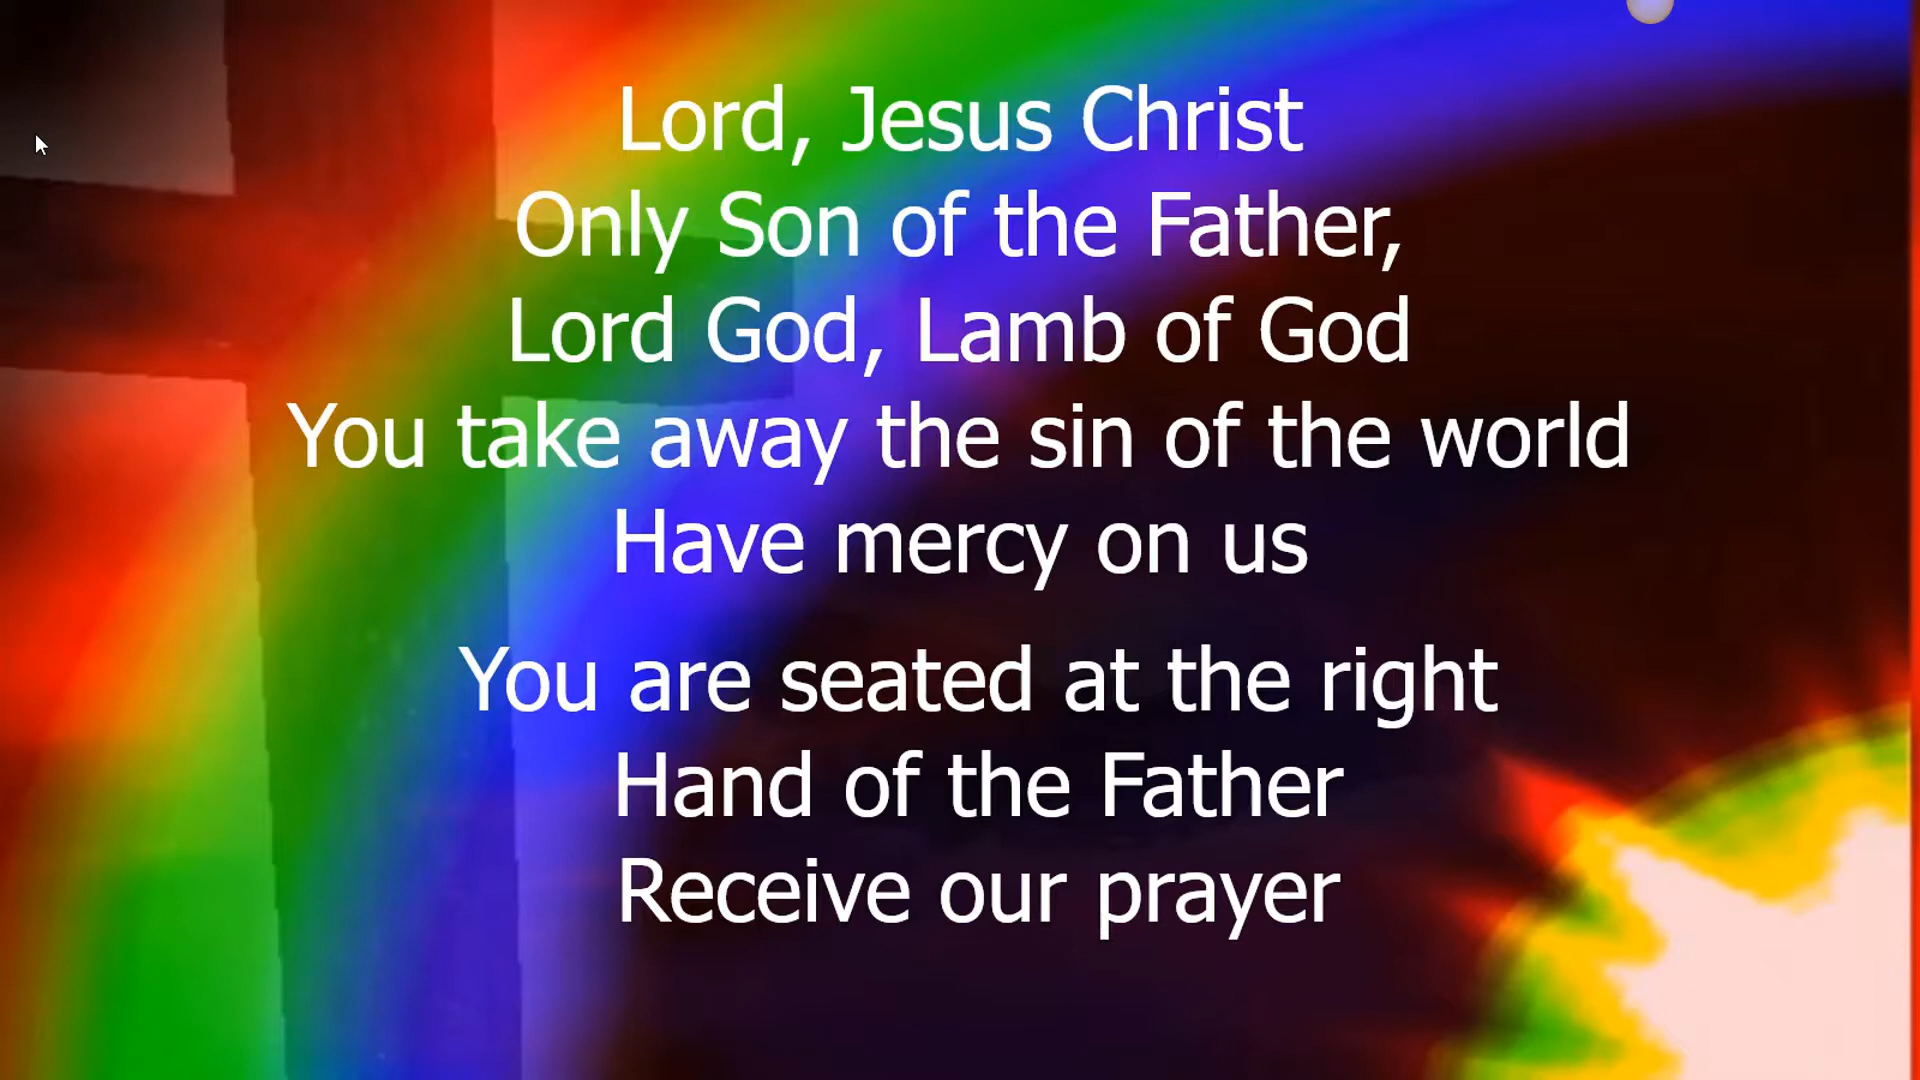 Lord, Jesus Christ
Only Son of the Father,
Lord God, Lamb of God
You take away the sin of the world
Have mercy on us
You are seated at the right
Hand of the Father
Receive our prayer